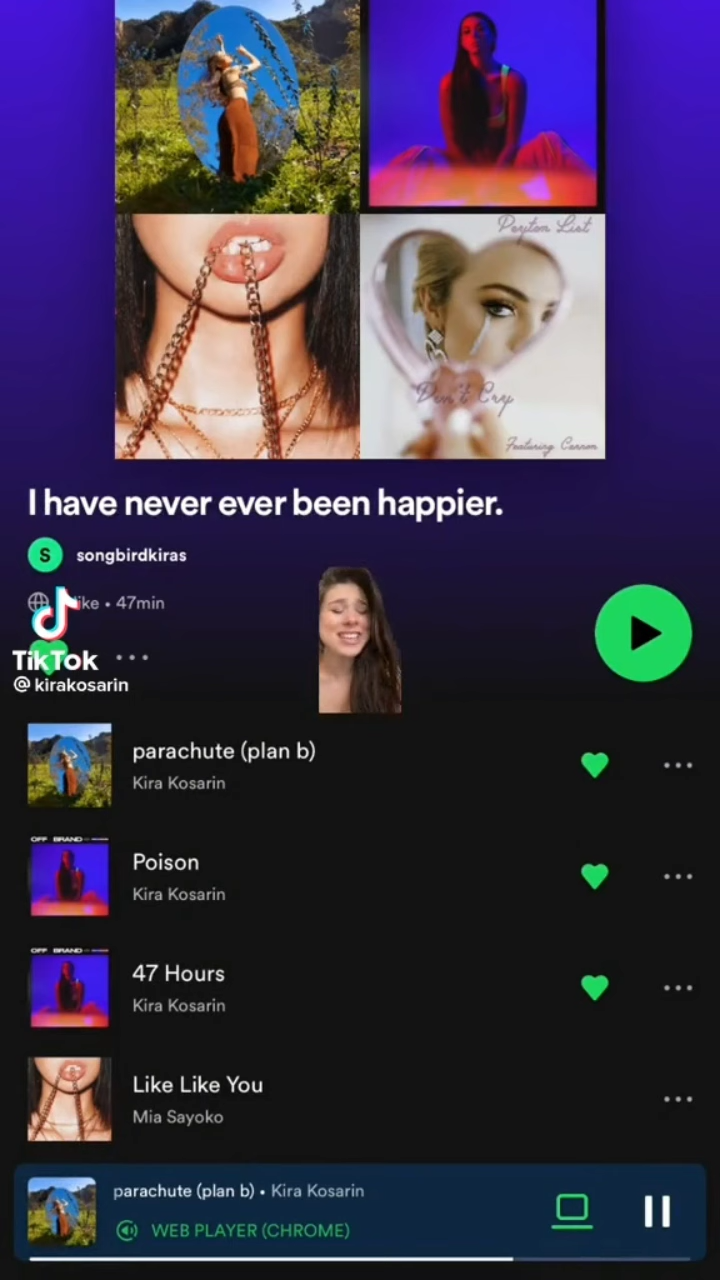 Peyton List
Don't Cry
Featuring Cannon
I have never ever been happier.
S songbirdkiras
like • 47min
TikTok
@kirakosarin
parachute (plan b)
Kira Kosarin
OFF BRAND
Poison
Kira Kosarin
OFF BRAND
47 Hours
Kira Kosarin
Like Like You
Mia Sayoko
parachute (plan b) • Kira Kosarin
WEB PLAYER (CHROME)